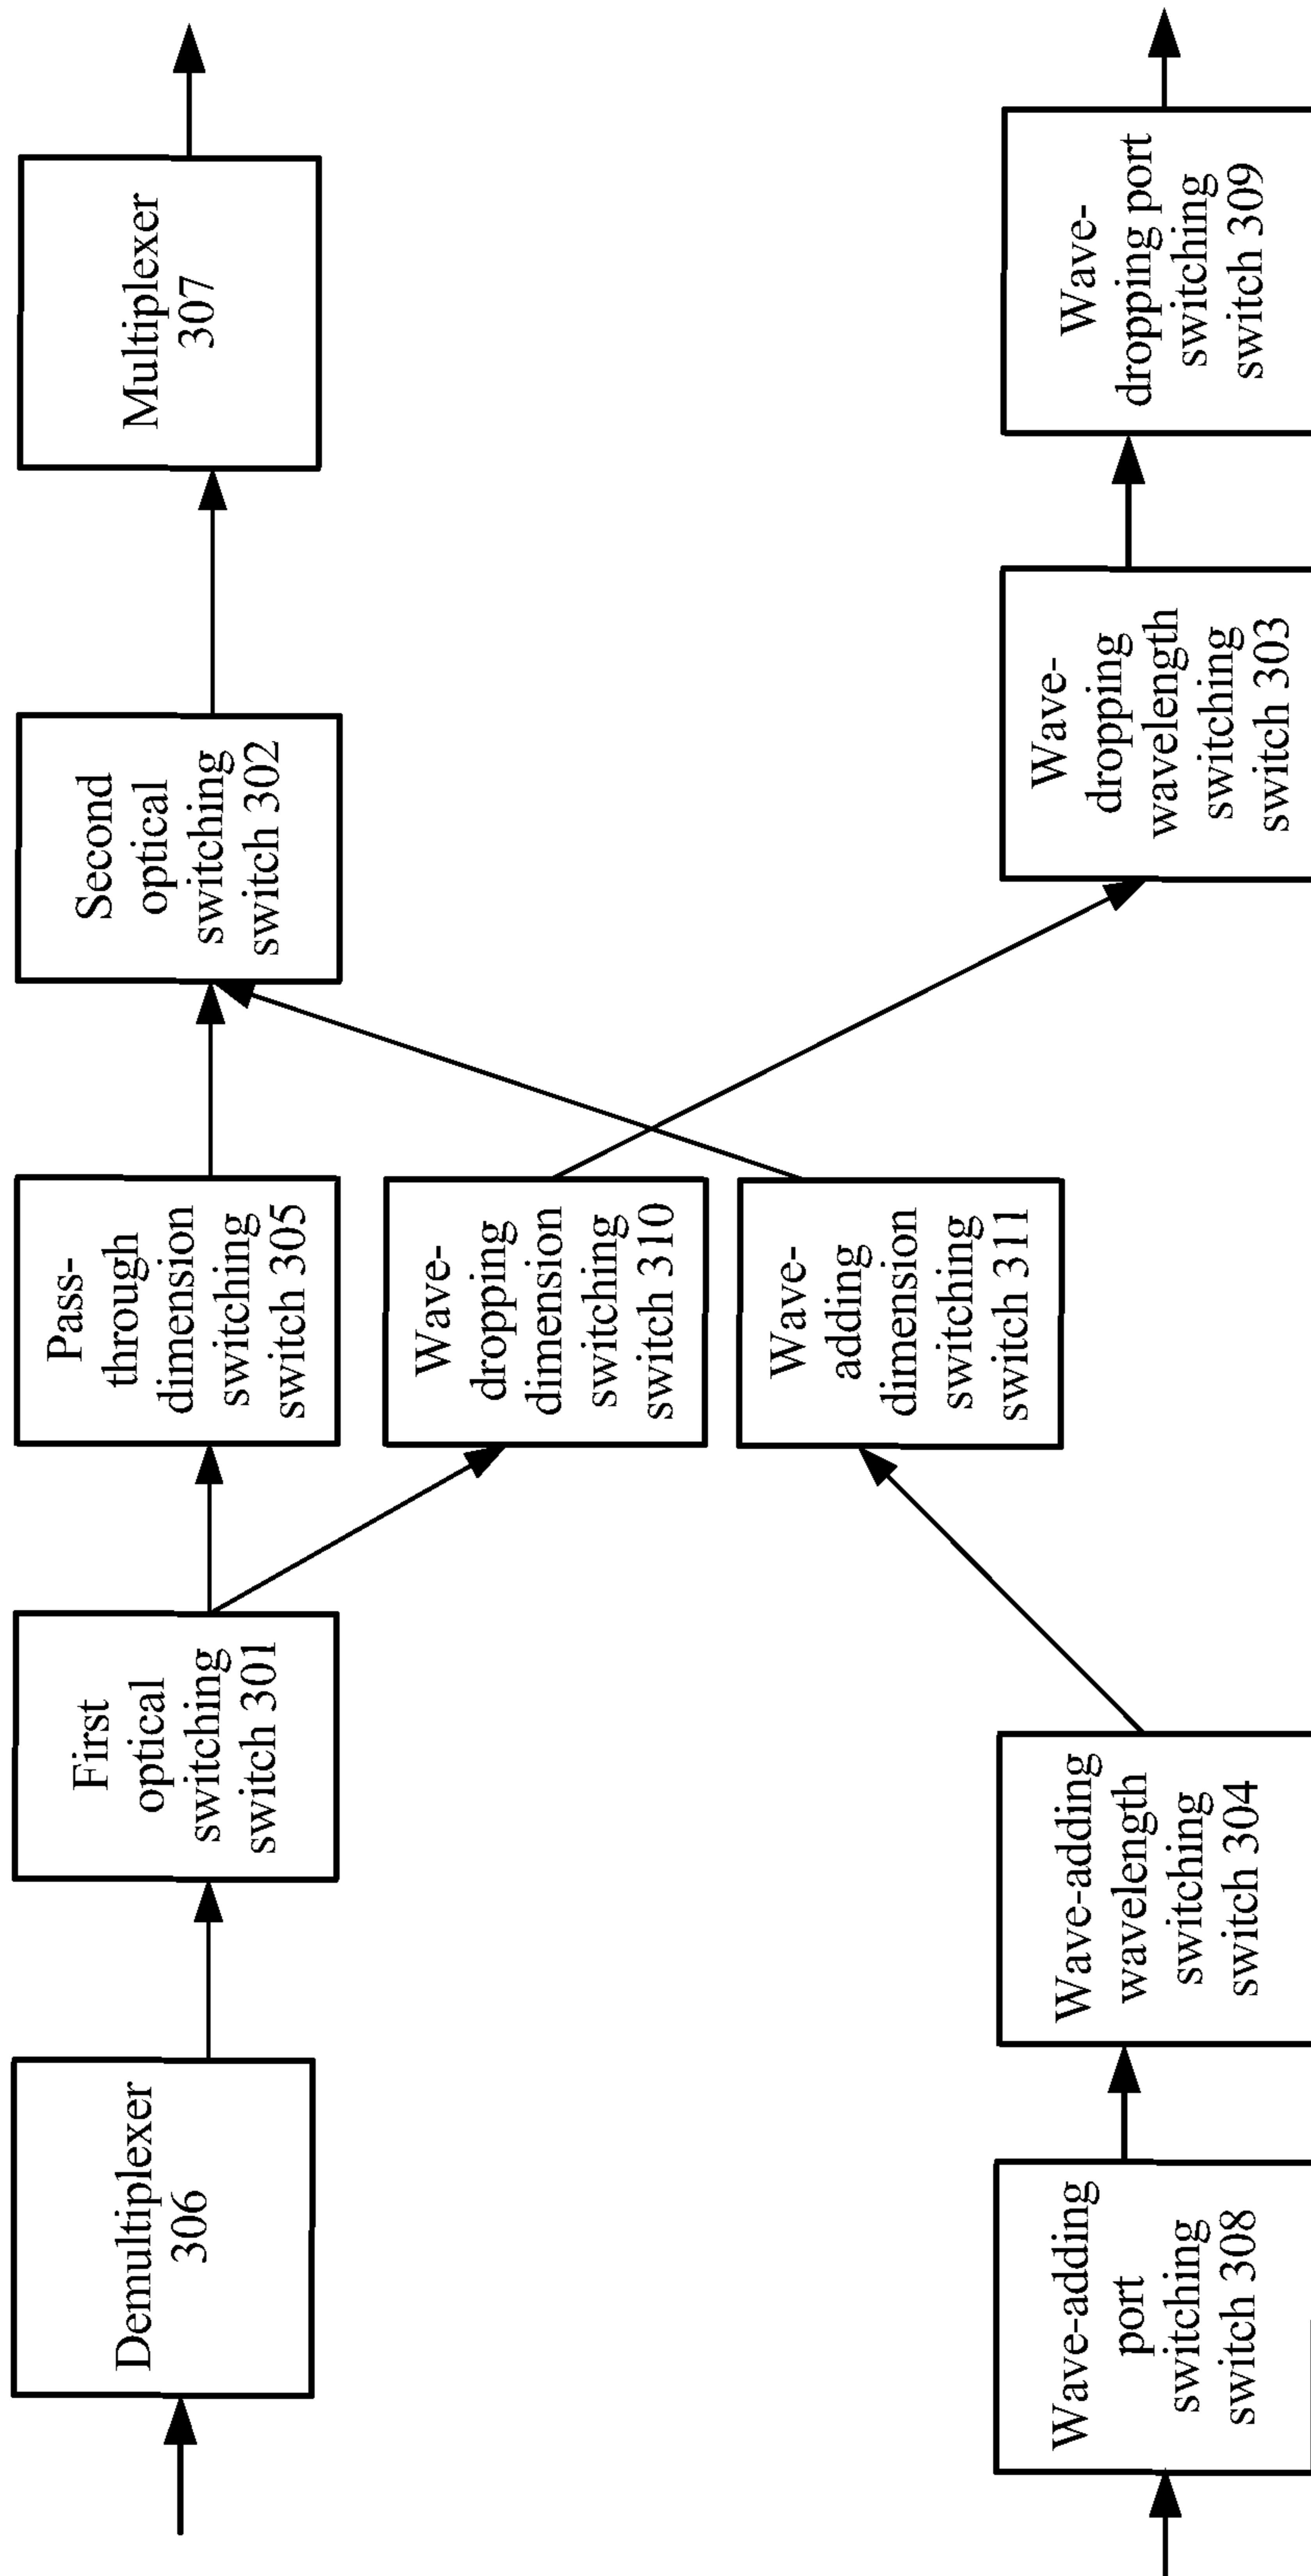 Demultiplexer
306
First
optical
switching
switch 301
Pass-
through
dimension
switching
switch 305
Second
optical
switching
switch 302
Multiplexer
307
Wave-
dropping
dimension
switching
switch 310
Wave-
adding
dimension
switching
switch 311
Wave-adding
port
switching
switch 308
Wave-adding
wavelength
switching
switch 304
Wave-
dropping
wavelength
switching
switch 303
Wave-
dropping port
switching
switch 309